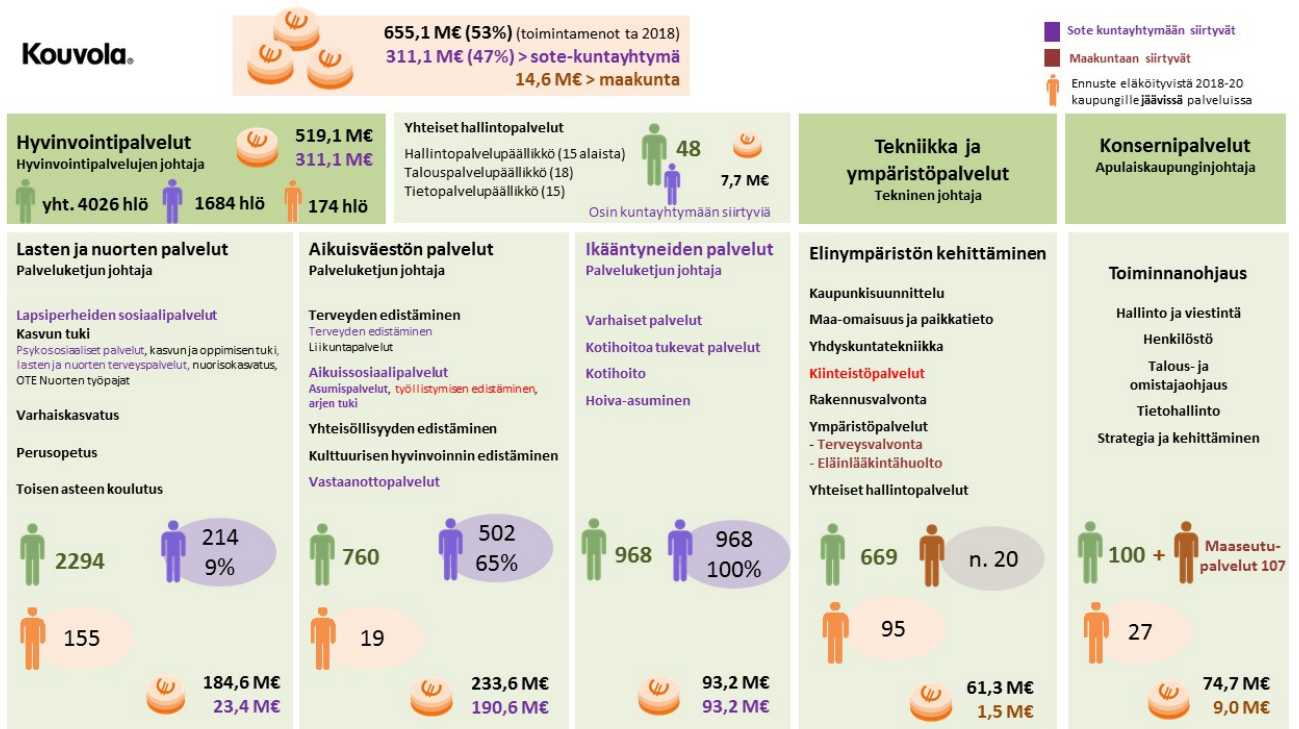 Kouvola.
655,1 M€ (53%) (toimintamenot ta 2018)
311,1 M€ (47%) > sote-kuntayhtymä
14,6 M€ > maakunta
Sote kuntayhtymään siirtyvät
Maakuntaan siirtyvät
Ennuste eläköityvistä 2018-20
kaupungille jäävissä palveluissa
Hyvinvointipalvelut
Hyvinvointipalvelujen johtaja
519,1 M€
311,1 M€
yht. 4026 hlö
1684 hlö
174 hlö
Yhteiset hallintopalvelut
Hallintopalvelupäällikkö (15 alaista)
Talouspalvelupäällikkö (18)
Tietopalvelupäällikkö (15)
48
7,7 M€
Osin kuntayhtymään siirtyviä
Tekniikka ja
ympäristöpalvelut
Tekninen johtaja
Konsernipalvelut
Apulaiskaupunginjohtaja
Lasten ja nuorten palvelut
Palveluketjun johtaja
Lapsiperheiden sosiaalipalvelut
Kasvun tuki
Psykososiaaliset palvelut, kasvun ja oppimisen tuki,
lasten ja nuorten terveyspalvelut, nuorisokasvatus,
OTE Nuorten työpajat
Varhaiskasvatus
Perusopetus
Toisen asteen koulutus
2294
214
9%
155
184,6 M€
23,4 M€
Aikuisväestön palvelut
Palveluketjun johtaja
Terveyden edistäminen
Terveyden edistäminen
Liikuntapalvelut
Aikuissosiaalipalvelut
Asumispalvelut, työllistymisen edistäminen,
arjen tuki
Yhteisöllisyyden edistäminen
Kulttuurisen hyvinvoinnin edistäminen
Vastaanottopalvelut
760
502
65%
19
233,6 M€
190,6 M€
Ikääntyneiden palvelut
Palveluketjun johtaja
Varhaiset palvelut
Kotihoitoa tukevat palvelut
Kotihoito
Hoiva-asuminen
968
968
100%
93,2 M€
93,2 M€
Elinympäristön kehittäminen
Kaupunkisuunnittelu
Maa-omaisuus ja paikkatieto
Yhdyskuntatekniikka
Kiinteistöpalvelut
Rakennusvalvonta
Ympäristöpalvelut
- Terveysvalvonta
- Eläinlääkintähuolto
Yhteiset hallintopalvelut
669
n. 20
95
61,3 M€
1,5 M€
Toiminnanohjaus
Hallinto ja viestintä
Henkilöstö
Talous- ja
omistajaohjaus
Tietohallinto
Strategia ja kehittäminen
100 +
Maaseutu-
palvelut 107
27
74,7 M€
9,0 M€